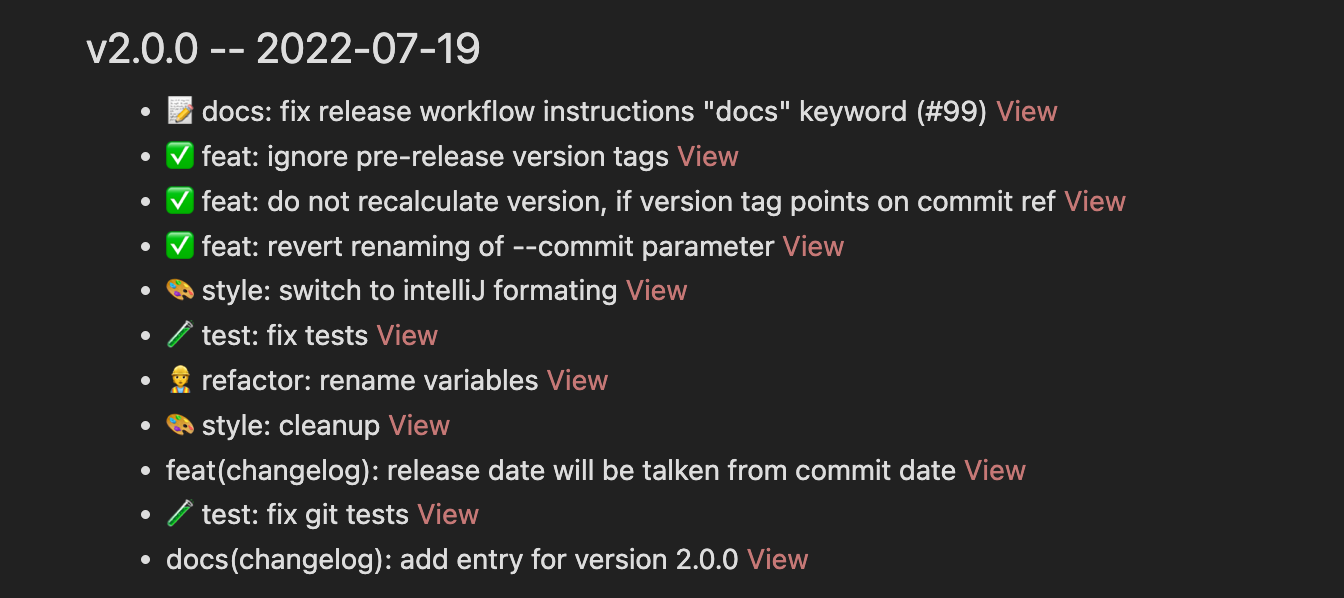 v2.0.0 -- 2022-07-19
• 📝 docs: fix release workflow instructions "docs" keyword (#99) View
• ✅ feat: ignore pre-release version tags View
• ✅ feat: do not recalculate version, if version tag points on commit ref View
• ✅ feat: revert renaming of --commit parameter View
• 🎨 style: switch to intelliJ formating View
• 🧪 test: fix tests View
• 👷 refactor: rename variables View
• 🎨 style: cleanup View
• feat(changelog): release date will be talken from commit date View
• 🧪 test: fix git tests View
• docs(changelog): add entry for version 2.0.0 View